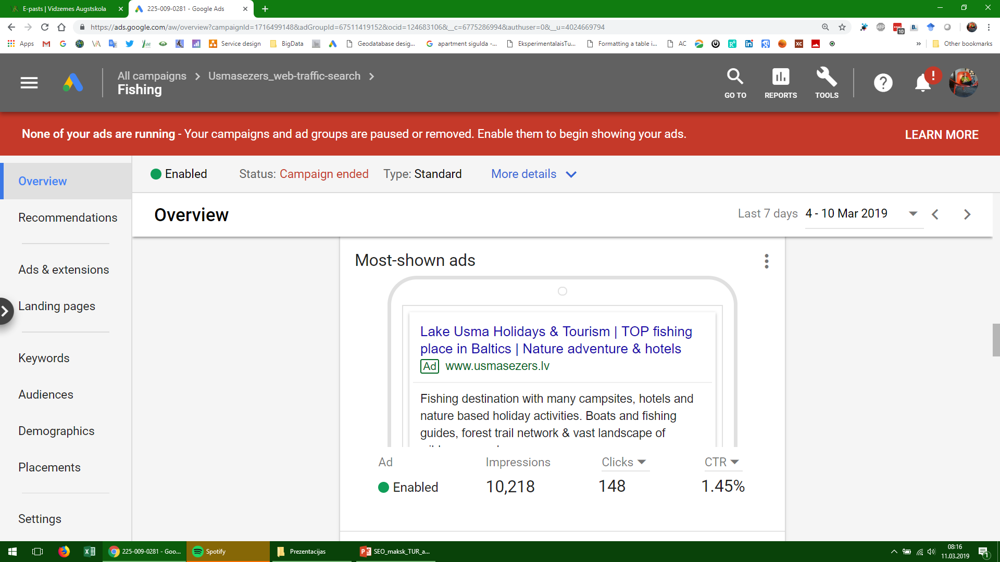 E-pasts | Vidzemes Augstskola
225-009-0281 - Google Ads
https://ads.google.com/aw/overview?campaignId=1716499148&adGroupId=67511419152&ocid=124683106&__c=6775286994&authuser=0&__u=4024669794
ABP
10
B.
Apps
Service design
BigData
Geodatabase desig...
apartment sigulda -...
EksperimentalaisTu...
Formatting a table i...
AC
XC
»
Other bookmarks
All campaigns > Usmasezers_web-traffic-search >
Fishing
GO TO
REPORTS
TOOLS
None of your ads are running - Your campaigns and ad groups are paused or removed. Enable them to begin showing your ads.
LEARN MORE
Enabled Status: Campaign ended Type: Standard More details
Overview
Recommendations
Ads & extensions
Landing pages
Keywords
Audiences
Demographics
Placements
Settings
Overview
Last 7 days 4 - 10 Mar 2019
Most-shown ads
Lake Usma Holidays & Tourism | TOP fishing
place in Baltics | Nature adventure & hotels
Ad www.usmasezers.lv
Fishing destination with many campsites, hotels and
nature based holiday activities. Boats and fishing
guides, forest trail network & vast landscape of
Ad Impressions Clicks CTR
Enabled 10,218 148 1.45%
225-009-0281 - Goo...
Spotify
Prezentacijas
SEO_maksk_TUR_a...
08:16
11.03.2019
1